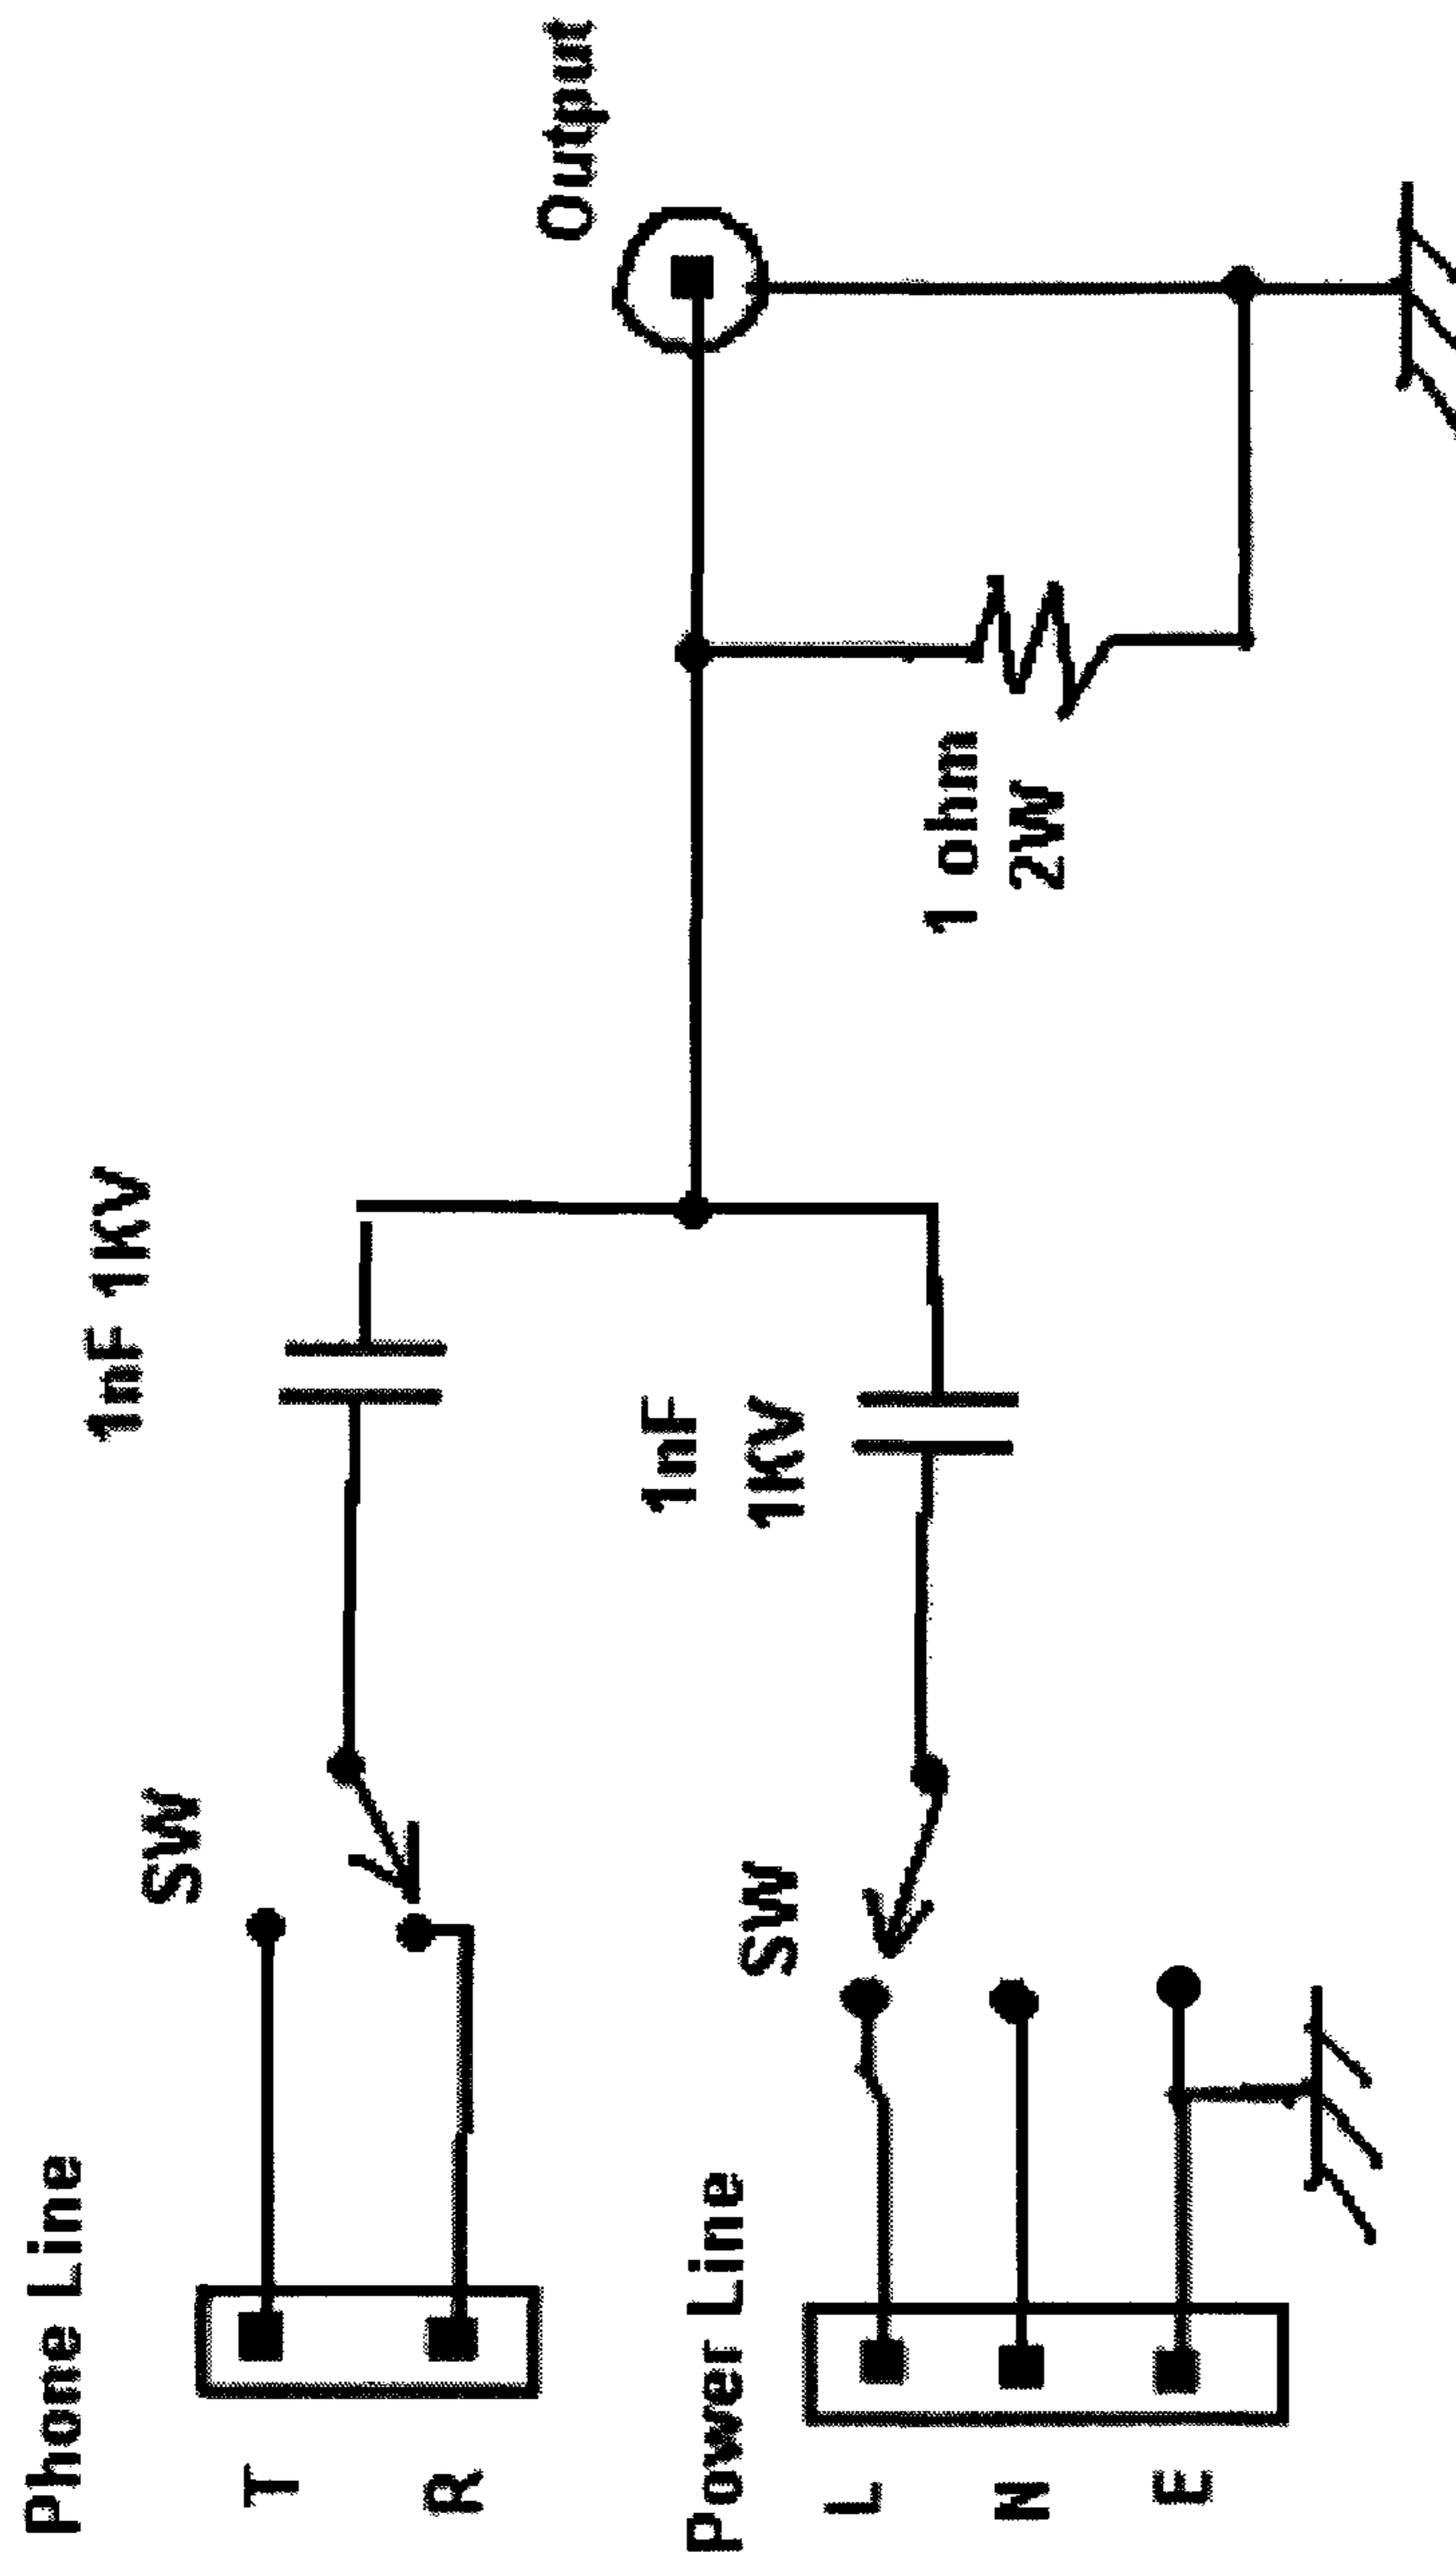 Phone Line
T
R
SW
1nF 1KV
Power Line
L
N
E
SW
1nF
1KV
1 ohm
2W
Output